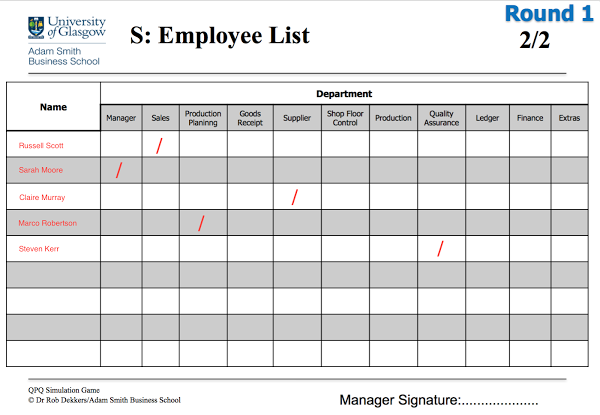 University
of Glasgow
Adam Smith
Business School
S: Employee List
Round 1
2/2
Name
Department
Manager
Sales
Production
Planinng
Goods
Receipt
Supplier
Shop Floor
Control
Production
Quality
Assurance
Ledger
Finance
Extras
Russell Scott /
Sarah Moore /
Claire Murray /
Marco Robertson /
Steven Kerr /
QPQ Simulation Game
© Dr Rob Dekkers/Adam Smith Business School
Manager Signature:....................